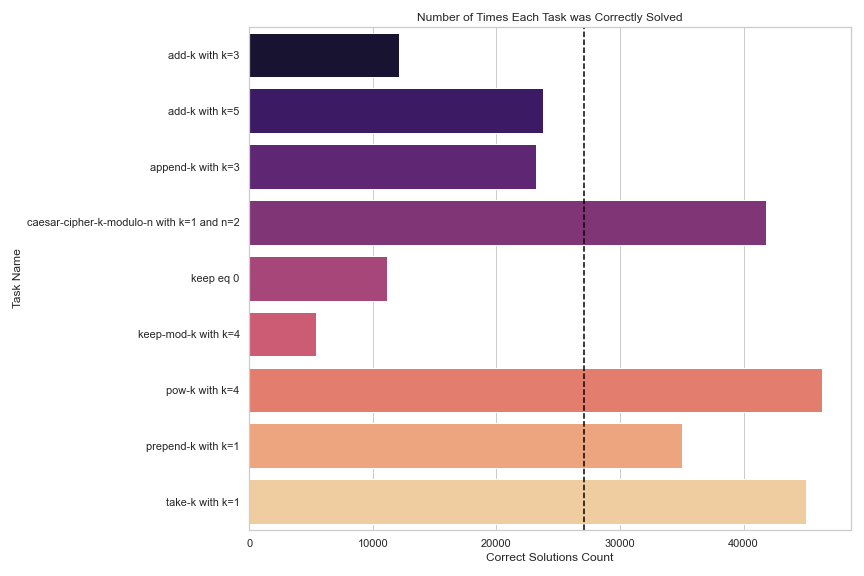 Number of Times Each Task was Correctly Solved
Task Name
add-k with k=3
add-k with k=5
append-k with k=3
caesar-cipher-k-modulo-n with k=1 and n=2
keep eq 0
keep-mod-k with k=4
pow-k with k=4
prepend-k with k=1
take-k with k=1
0 10000 20000 30000 40000
Correct Solutions Count